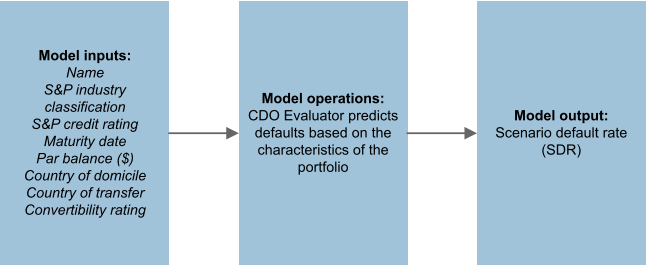 Model inputs:
Name
S&P industry
classification
S&P credit rating
Maturity date
Par balance ($)
Country of domicile
Country of transfer
Convertibility rating
Model operations:
CDO Evaluator predicts
defaults based on the
characteristics of the
portfolio
Model output:
Scenario default rate
(SDR)